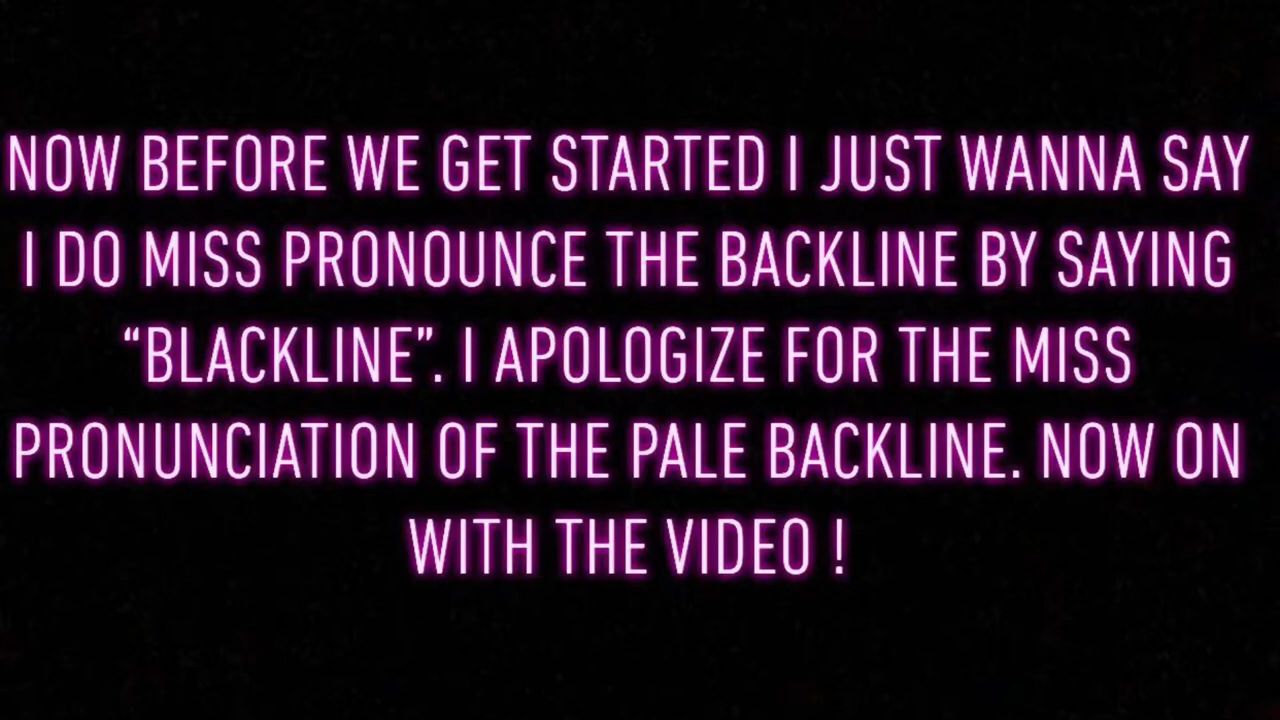 NOW BEFORE WE GET STARTED I JUST WANNA SAY
I DO MISS PRONOUNCE THE BACKLINE BY SAYING
“BLACKLINE”. I APOLOGIZE FOR THE MISS
PRONUNCIATION OF THE PALE BACKLINE. NOW ON
WITH THE VIDEO !